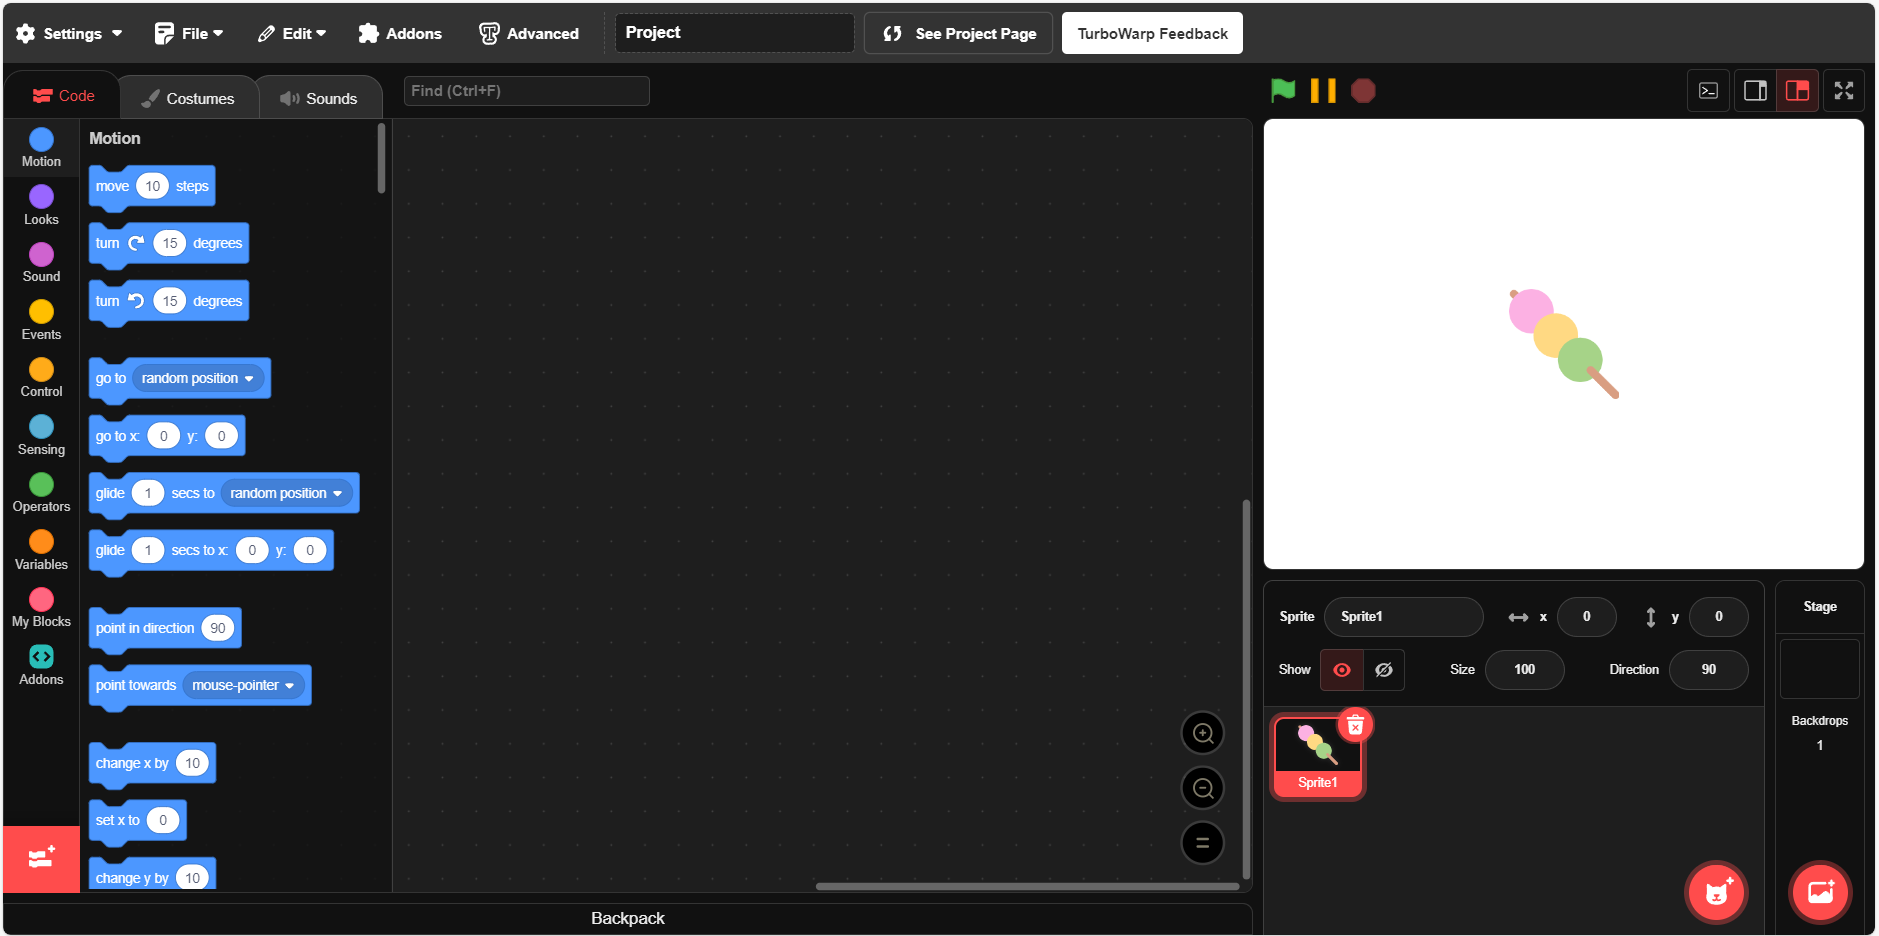 Settings File Edit Addons Advanced Project See Project Page TurboWarp Feedback
Code Costumes Sounds Find (Ctrl+F)
Motion
Looks
Sound
Events
Control
Sensing
Operators
Variables
My Blocks
Addons
Motion
move 10 steps
turn 15 degrees
turn 15 degrees
go to random position
go to x: 0 y: 0
glide 1 secs to random position
glide 1 secs to x: 0 y: 0
point in direction 90
point towards mouse-pointer
change x by 10
set x to 0
change y by 10
Backpack
Sprite Sprite1 x 0 y 0
Show Size 100 Direction 90
Sprite1
Stage
Backdrops
1